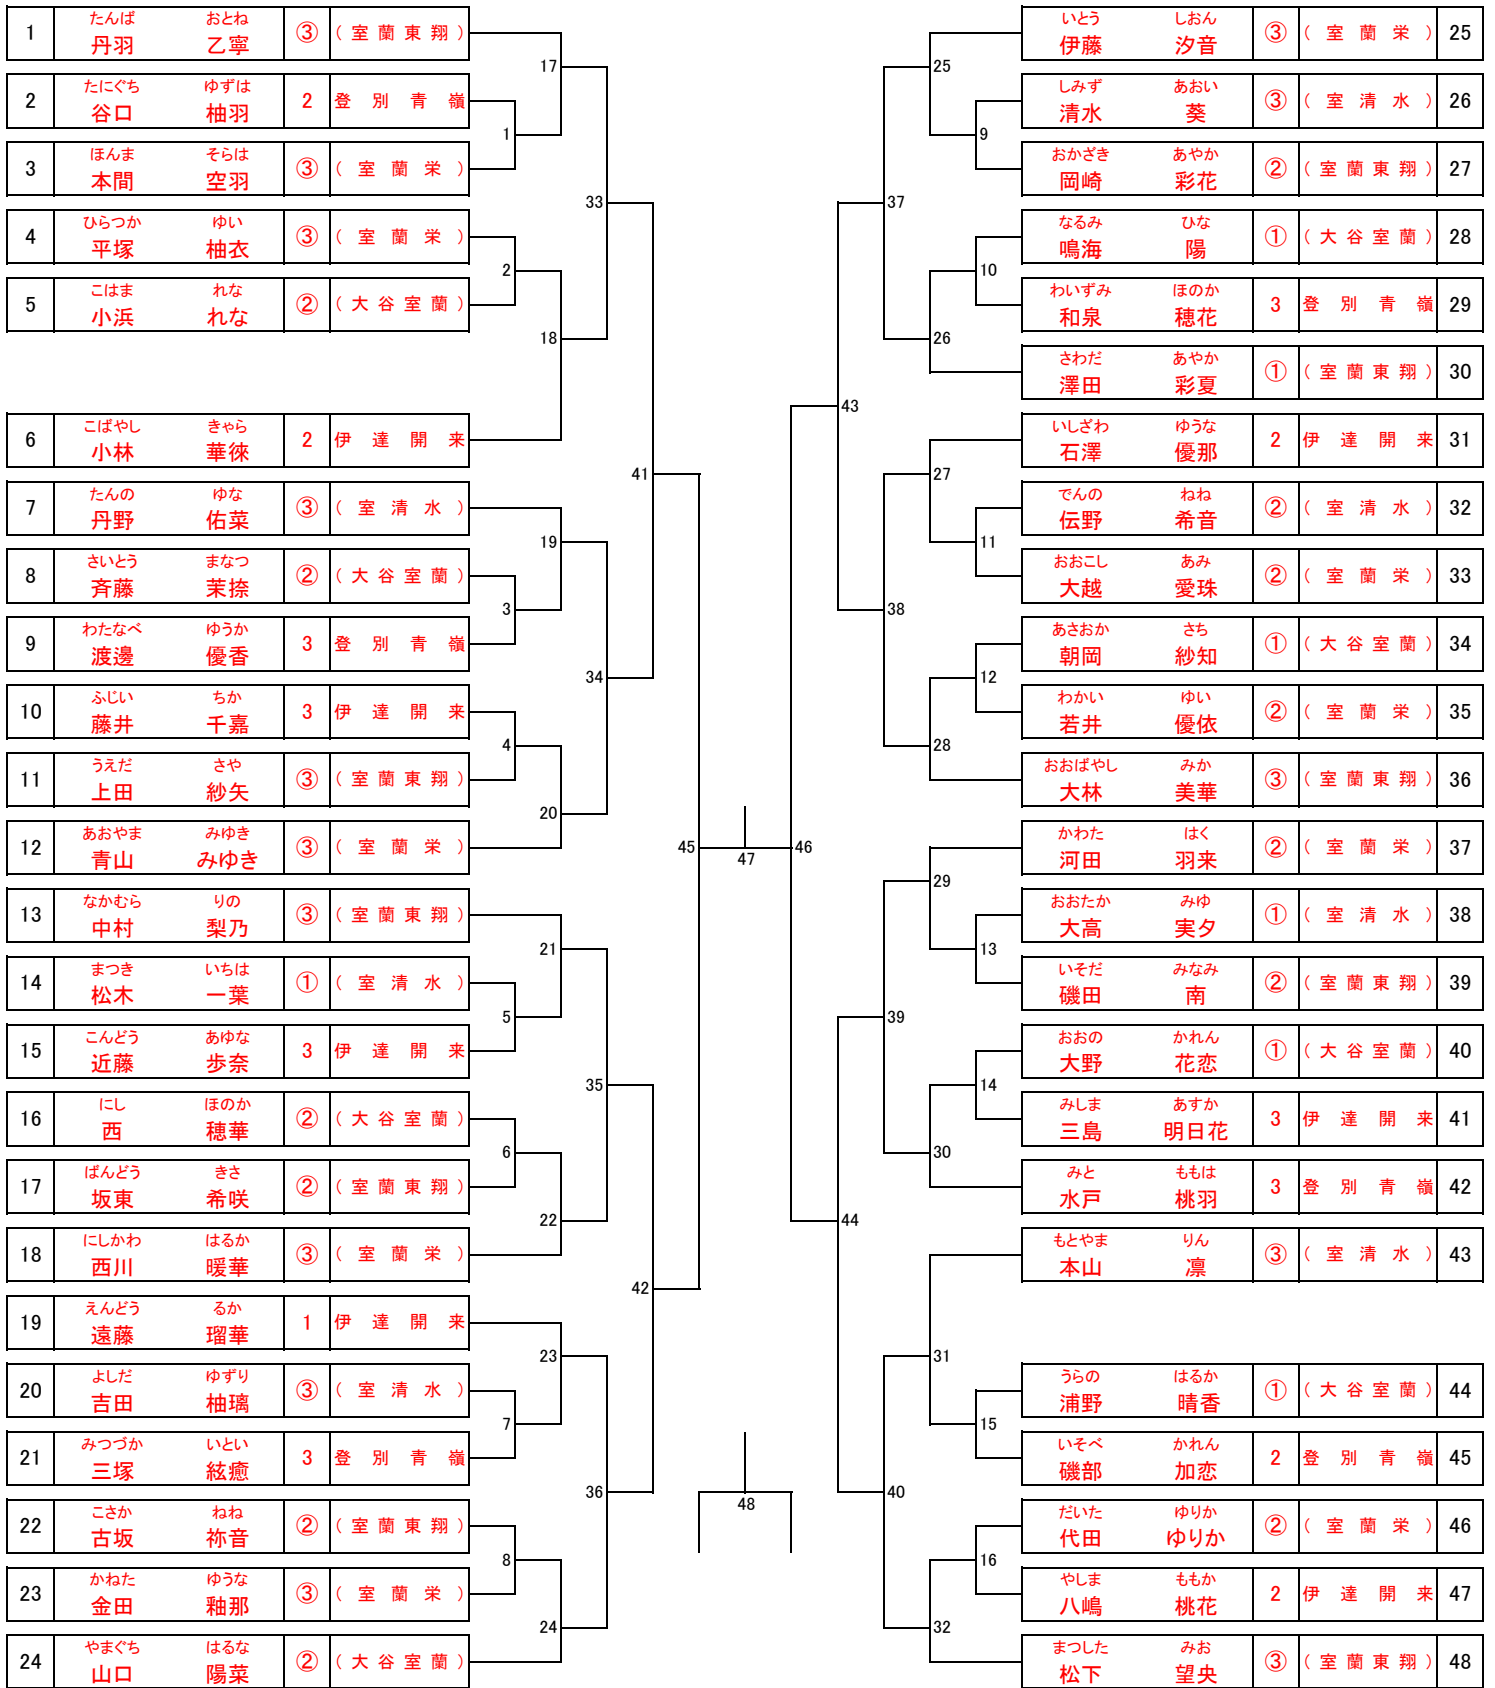 1 たんば おとね 丹羽 乙寧 ③ (室蘭東翔)
2 たにぐち ゆずは 谷口 柚羽 2 登別青嶺
3 ほんま そらは 本間 空羽 ③ (室蘭栄)
4 ひらつか ゆい 平塚 柚衣 ③ (室蘭栄)
5 こはま れな 小浜 れな ② (大谷室蘭)
6 こばやし きゃら 小林 華徠 2 伊達開来
7 たんの ゆな 丹野 佑菜 ③ (室清水)
8 さいとう まなつ 斉藤 茉捺 ② (大谷室蘭)
9 わたなべ ゆうか 渡邊 優香 3 登別青嶺
10 ふじい ちか 藤井 千嘉 3 伊達開来
11 うえだ さや 上田 紗矢 ③ (室蘭東翔)
12 あおやま みゆき 青山 みゆき ③ (室蘭栄)
13 なかむら りの 中村 梨乃 ③ (室蘭東翔)
14 まつき いちは 松木 一葉 ① (室清水)
15 こんどう あゆな 近藤 歩奈 3 伊達開来
16 にし ほのか 西 穂華 ② (大谷室蘭)
17 ばんどう きさ 坂東 希咲 ② (室蘭東翔)
18 にしかわ はるか 西川 暖華 ③ (室蘭栄)
19 えんどう るか 遠藤 瑠華 1 伊達開来
20 よしだ ゆずり 吉田 柚璃 ③ (室清水)
21 みつづか いとい 三塚 絃癒 3 登別青嶺
22 こさか ねね 古坂 祢音 ② (室蘭東翔)
23 かねた ゆうな 金田 釉那 ③ (室蘭栄)
24 やまぐち はるな 山口 陽菜 ② (大谷室蘭)
17
1
33
2
18
41
19
3
34
4
20
45
21
5
35
6
22
42
23
7
36
8
24
47
48
46
25
9
37
10
26
43
27
11
38
12
28
29
13
39
14
30
44
31
15
40
16
32
いとう しおん 伊藤 汐音 ③ (室蘭栄) 25
しみず あおい 清水 葵 ③ (室清水) 26
おかざき あやか 岡崎 彩花 ② (室蘭東翔) 27
なるみ ひな 鳴海 陽 ① (大谷室蘭) 28
わいずみ ほのか 和泉 穂花 3 登別青嶺 29
さわだ あやか 澤田 彩夏 ① (室蘭東翔) 30
いしざわ ゆうな 石澤 優那 2 伊達開来 31
でんの ねね 伝野 希音 ② (室清水) 32
おおこし あみ 大越 愛珠 ② (室蘭栄) 33
あさおか さち 朝岡 紗知 ① (大谷室蘭) 34
わかい ゆい 若井 優依 ② (室蘭栄) 35
おおばやし みか 大林 美華 ③ (室蘭東翔) 36
かわた はく 河田 羽来 ② (室蘭栄) 37
おおたか みゆ 大高 実夕 ① (室清水) 38
いそだ みなみ 磯田 南 ② (室蘭東翔) 39
おおの かれん 大野 花恋 ① (大谷室蘭) 40
みしま あすか 三島 明日花 3 伊達開来 41
みと ももは 水戸 桃羽 3 登別青嶺 42
もとやま りん 本山 凛 ③ (室清水) 43
うらの はるか 浦野 晴香 ① (大谷室蘭) 44
いそべ かれん 磯部 加恋 2 登別青嶺 45
だいた ゆりか 代田 ゆりか ② (室蘭栄) 46
やしま ももか 八嶋 桃花 2 伊達開来 47
まつした みお 松下 望央 ③ (室蘭東翔) 48